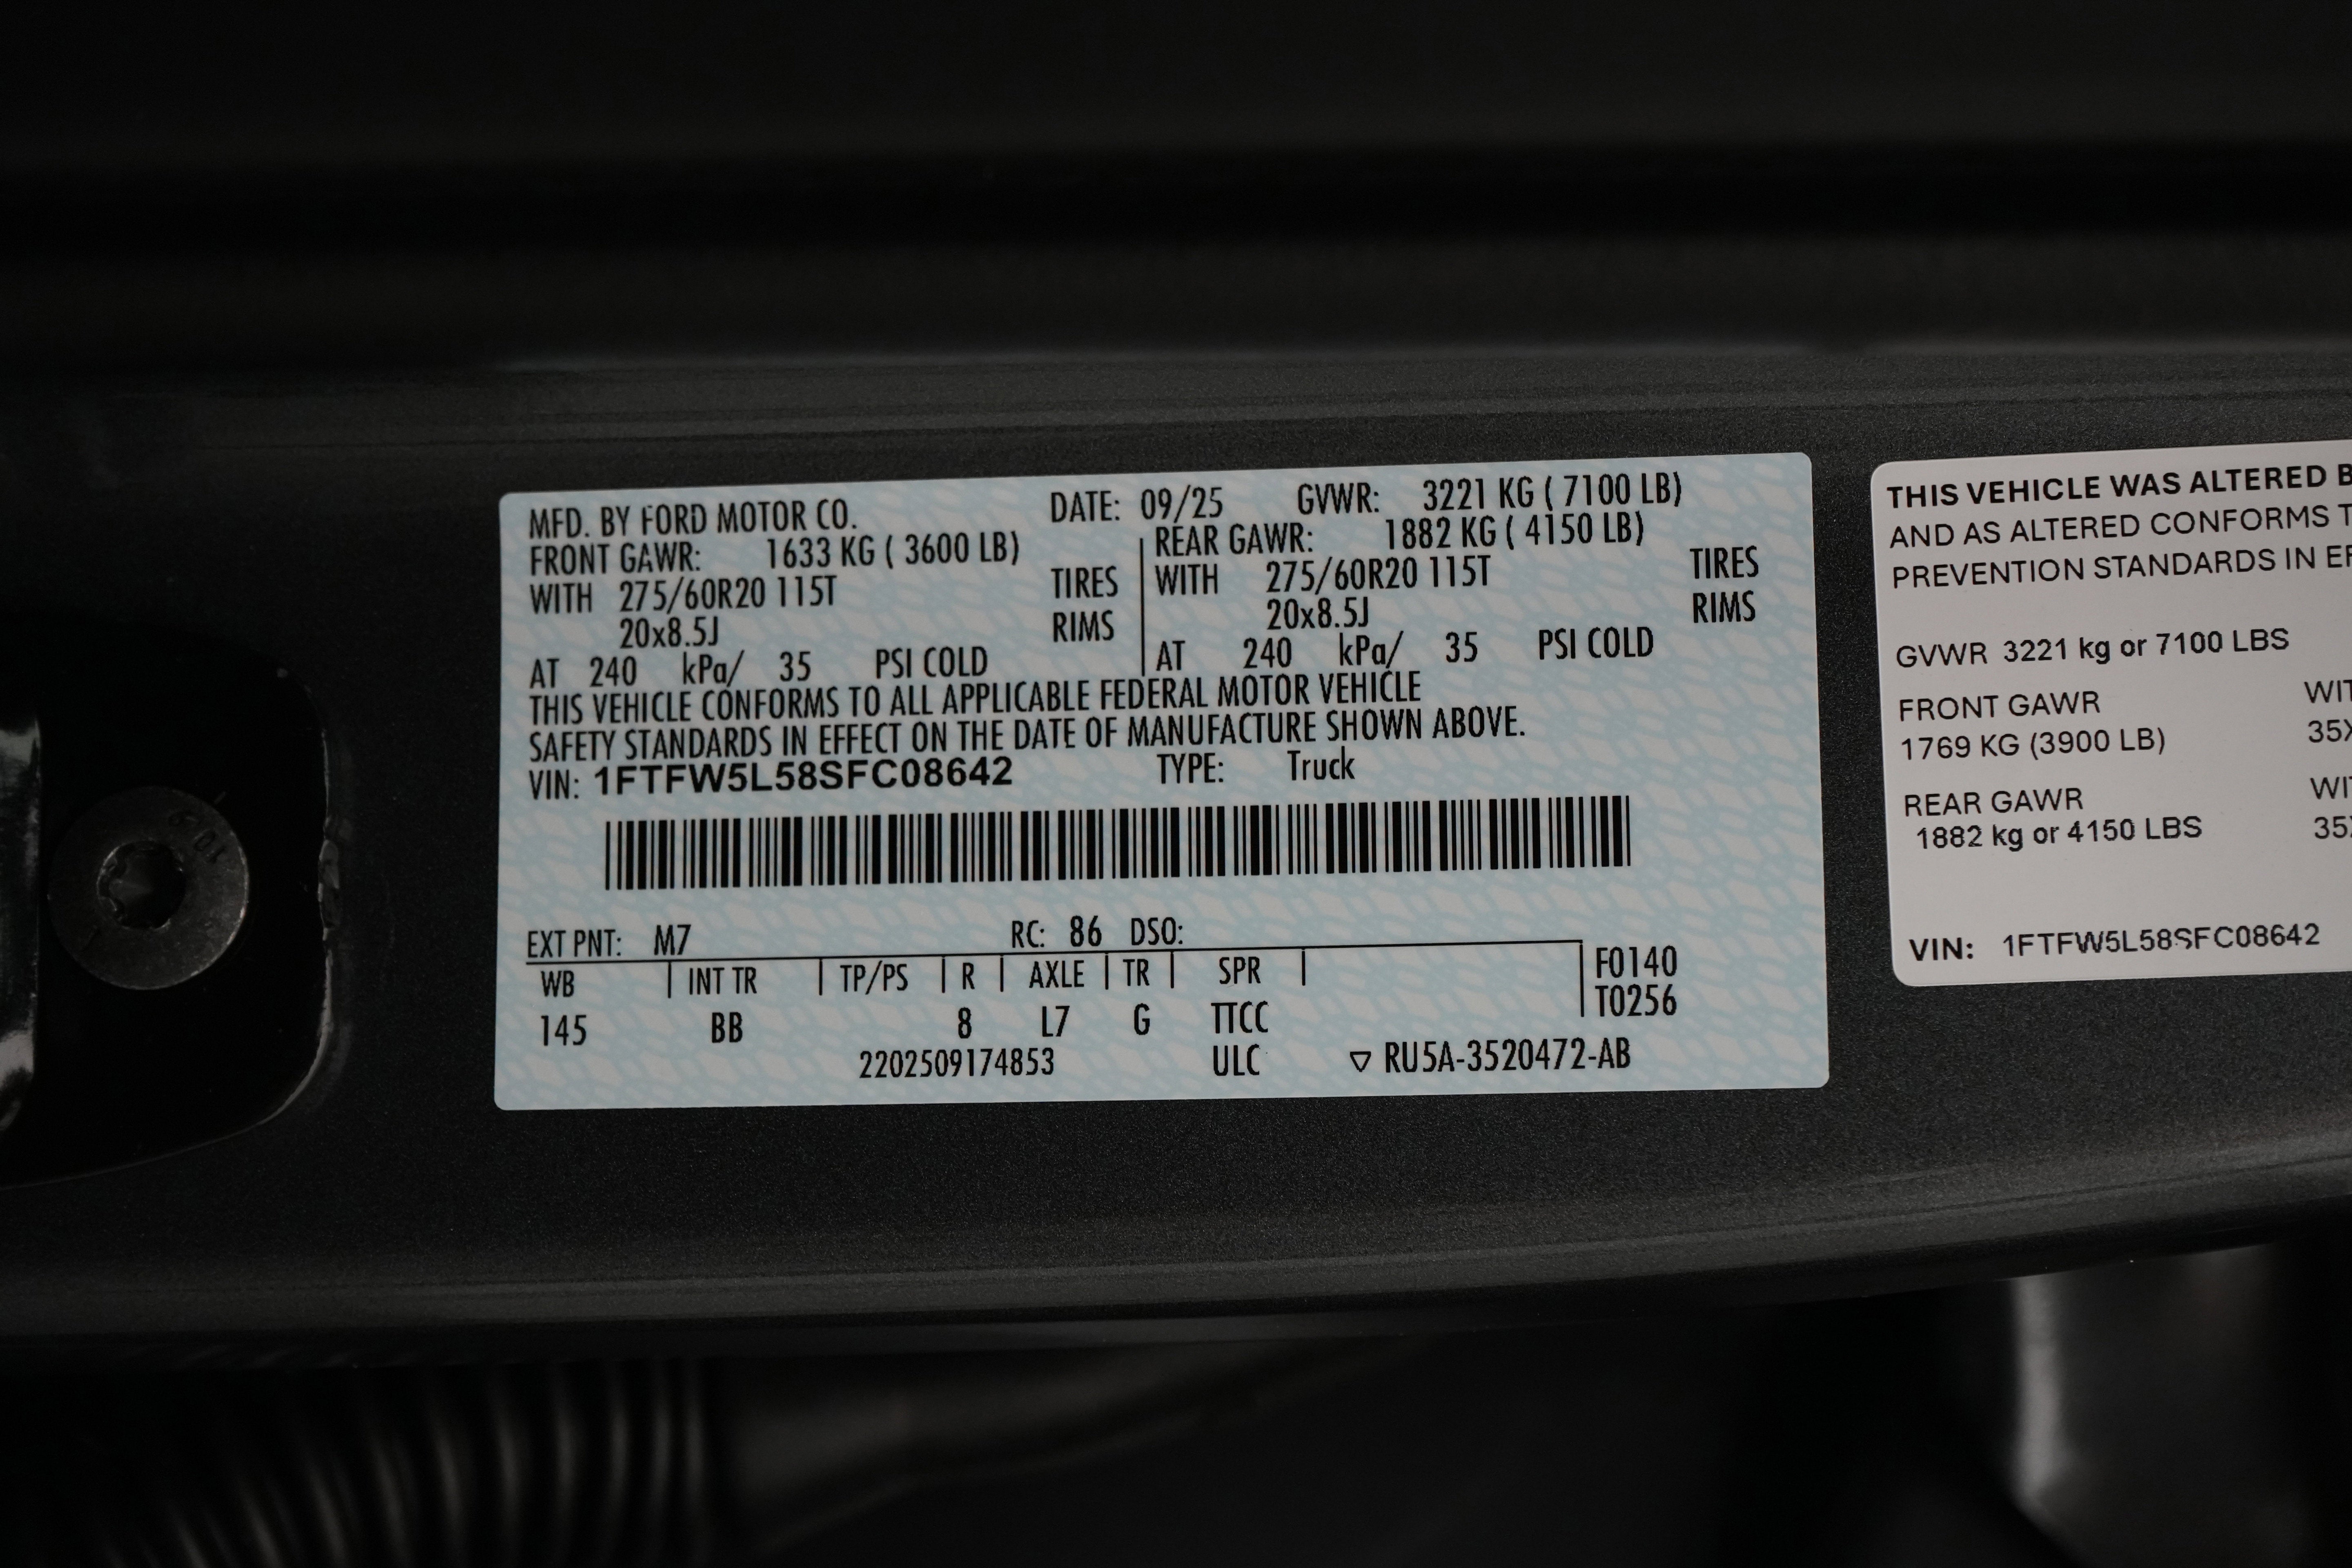 MFD. BY FORD MOTOR CO. DATE: 09/25 GVWR: 3221 KG ( 7100 LB)
FRONT GAWR: 1633 KG ( 3600 LB) REAR GAWR: 1882 KG ( 4150 LB)
WITH 275/60R20 115T TIRES WITH 275/60R20 115T TIRES
20x8.5J RIMS 20x8.5J RIMS
AT 240 kPa/ 35 PSI COLD AT 240 kPa/ 35 PSI COLD
THIS VEHICLE CONFORMS TO ALL APPLICABLE FEDERAL MOTOR VEHICLE
SAFETY STANDARDS IN EFFECT ON THE DATE OF MANUFACTURE SHOWN ABOVE.
VIN: 1FTFW5L58SFC08642 TYPE: Truck
EXT PNT: M7 RC: 86 DSO:
WB INT TR TP/PS R AXLE TR SPR F0140
T0256
145 BB 8 L7 G TTCC
2202509174853 ULC ▽ RU5A-3520472-AB
THIS VEHICLE WAS ALTERED B
AND AS ALTERED CONFORMS T
PREVENTION STANDARDS IN EF
GVWR 3221 kg or 7100 LBS
FRONT GAWR WIT
1769 KG (3900 LB) 35X
REAR GAWR WI
1882 kg or 4150 LBS 35
VIN: 1FTFW5L58SFC08642